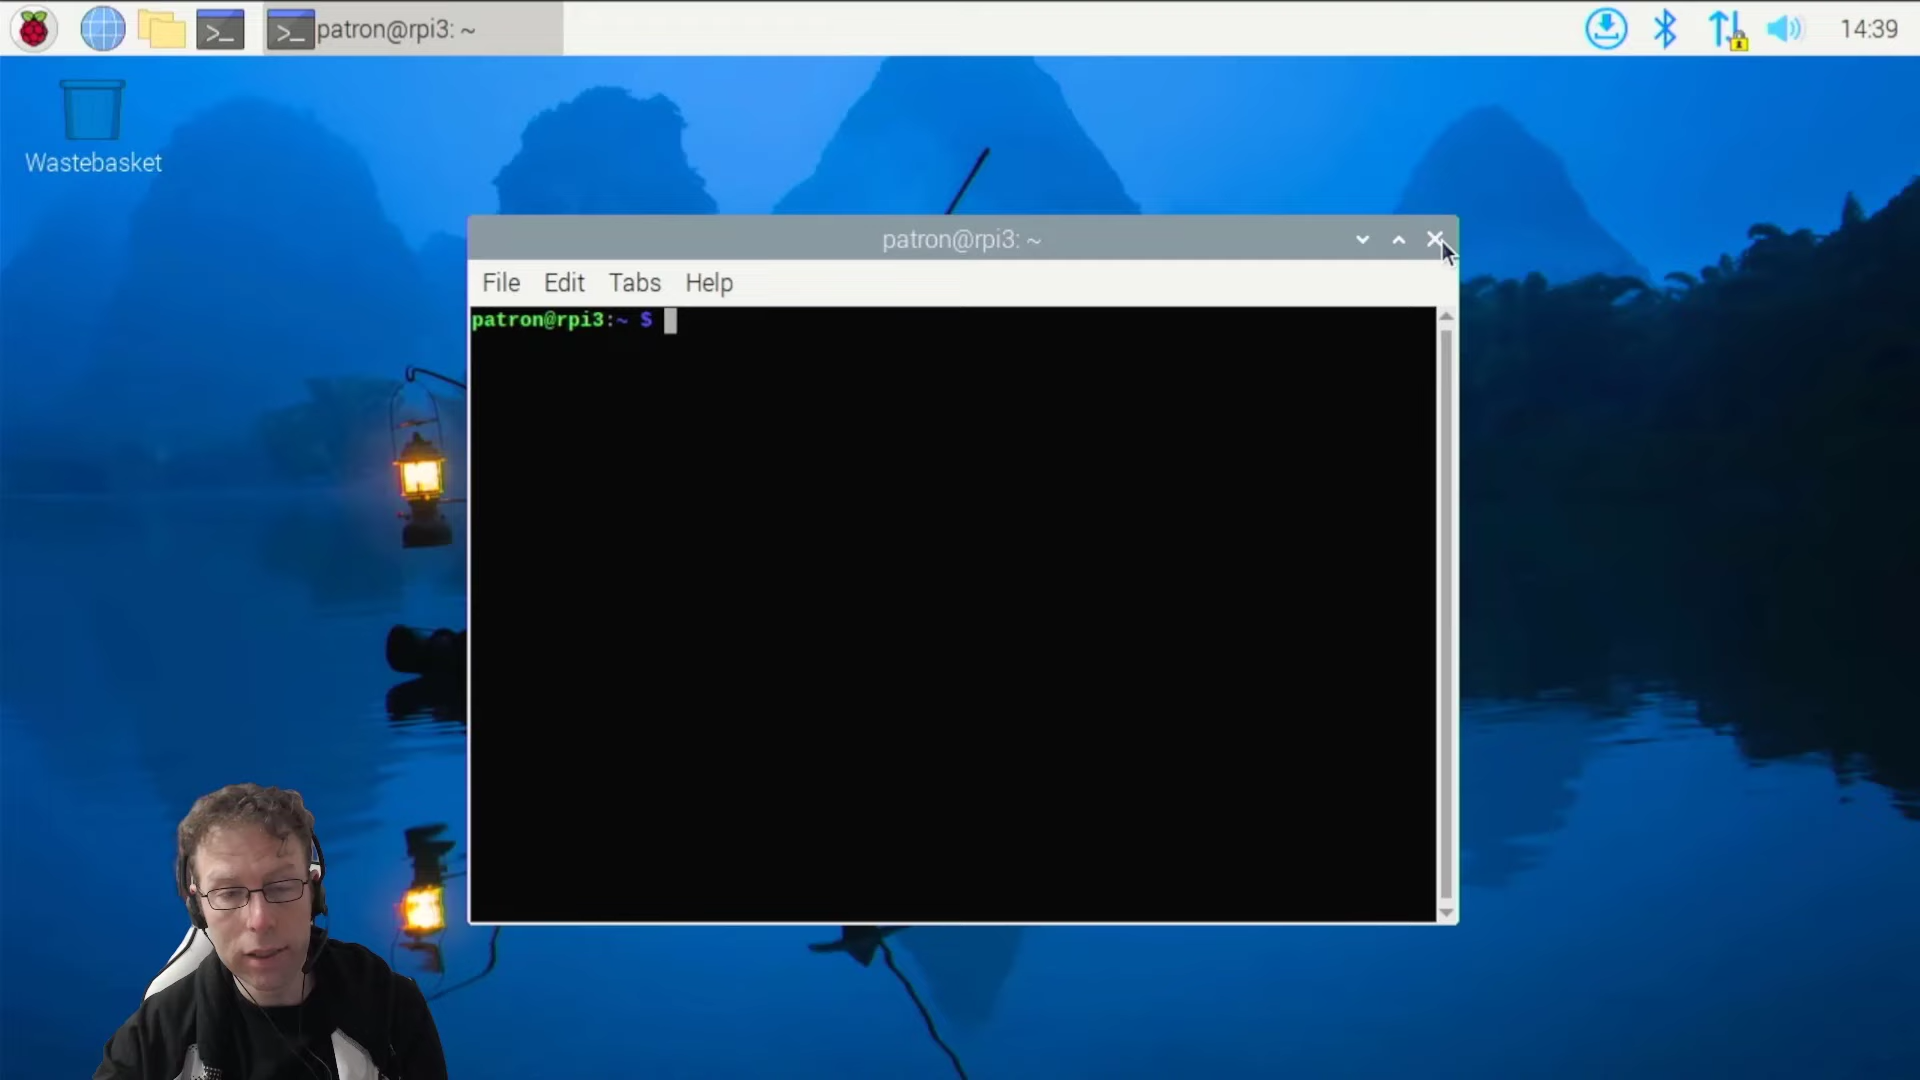 patron@rpi3: ~
14:39
Wastebasket
patron@rpi3: ~
File Edit Tabs Help
patron@rpi3:~ $